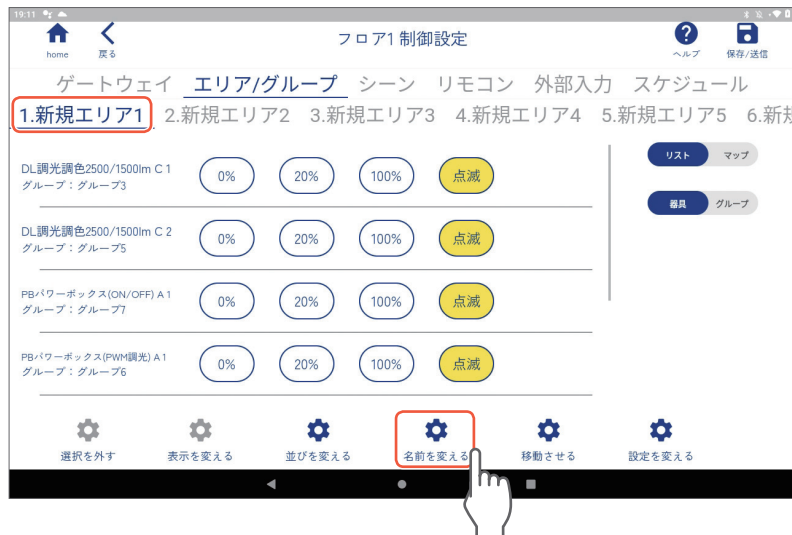 19:11
home
戻る
フロア1 制御設定
ヘルプ
保存/送信
ゲートウェイ エリア/グループ シーン リモコン 外部入力 スケジュール
1.新規エリア1 2.新規エリア2 3.新規エリア3 4.新規エリア4 5.新規エリア5 6.新規
リスト マップ
器具 グループ
DL調光調色2500/1500lm C 1
グループ：グループ3
0% 20% 100% 点滅
DL調光調色2500/1500lm C 2
グループ：グループ5
0% 20% 100% 点滅
PBパワーボックス(ON/OFF) A 1
グループ：グループ7
0% 20% 100% 点滅
PBパワーボックス(PWM調光) A 1
グループ：グループ6
0% 20% 100% 点滅
選択を外す 表示を変える 並びを変える 名前を変える 移動させる 設定を変える